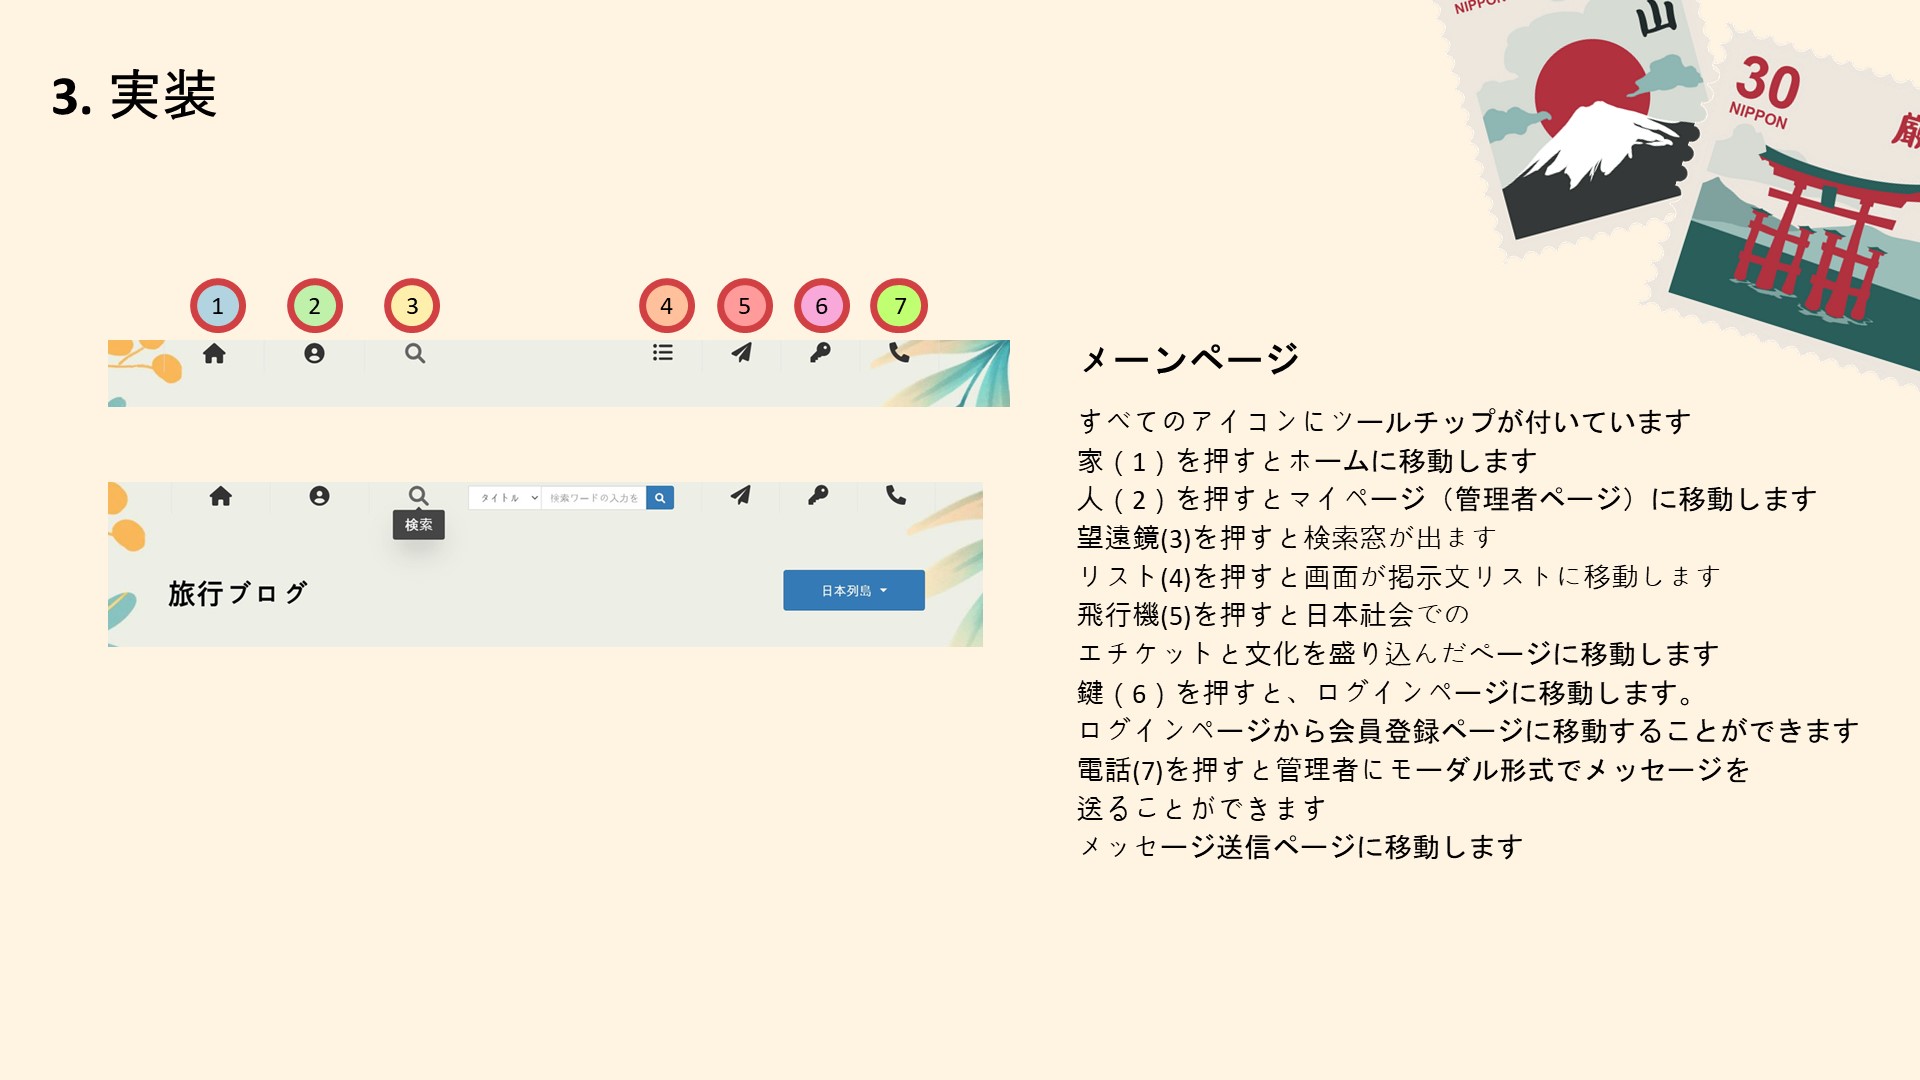 3. 実装
NIPPON
山
30
NIPPON
1
2
3
4
5
6
7
タイトル
検索ワードの入力を
検索
旅行ブログ
日本列島
メーンページ
すべてのアイコンにツールチップが付いています
家（1）を押すとホームに移動します
人（2）を押すとマイページ（管理者ページ）に移動します
望遠鏡(3)を押すと検索窓が出ます
リスト(4)を押すと画面が掲示文リストに移動します
飛行機(5)を押すと日本社会での
エチケットと文化を盛り込んだページに移動します
鍵（6）を押すと、ログインページに移動します。
ログインページから会員登録ページに移動することができます
電話(7)を押すと管理者にモーダル形式でメッセージを
送ることができます
メッセージ送信ページに移動します